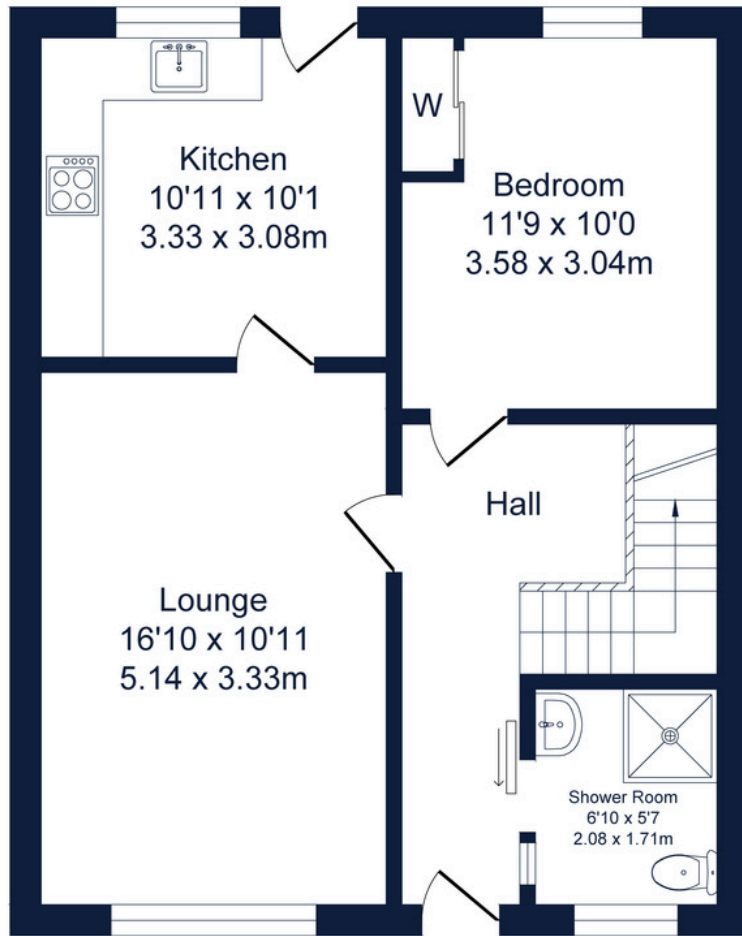 Kitchen
10'11 x 10'1
3.33 x 3.08m
W
Bedroom
11'9 x 10'0
3.58 x 3.04m
Hall
Lounge
16'10 x 10'11
5.14 x 3.33m
Shower Room
6'10 x 5'7
2.08 x 1.71m